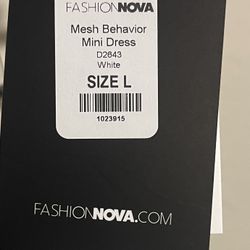 FASHIONNOVA
Mesh Behavior
Mini Dress
D2643
White
SIZE L
1023915
FASHIONNOVA.COM